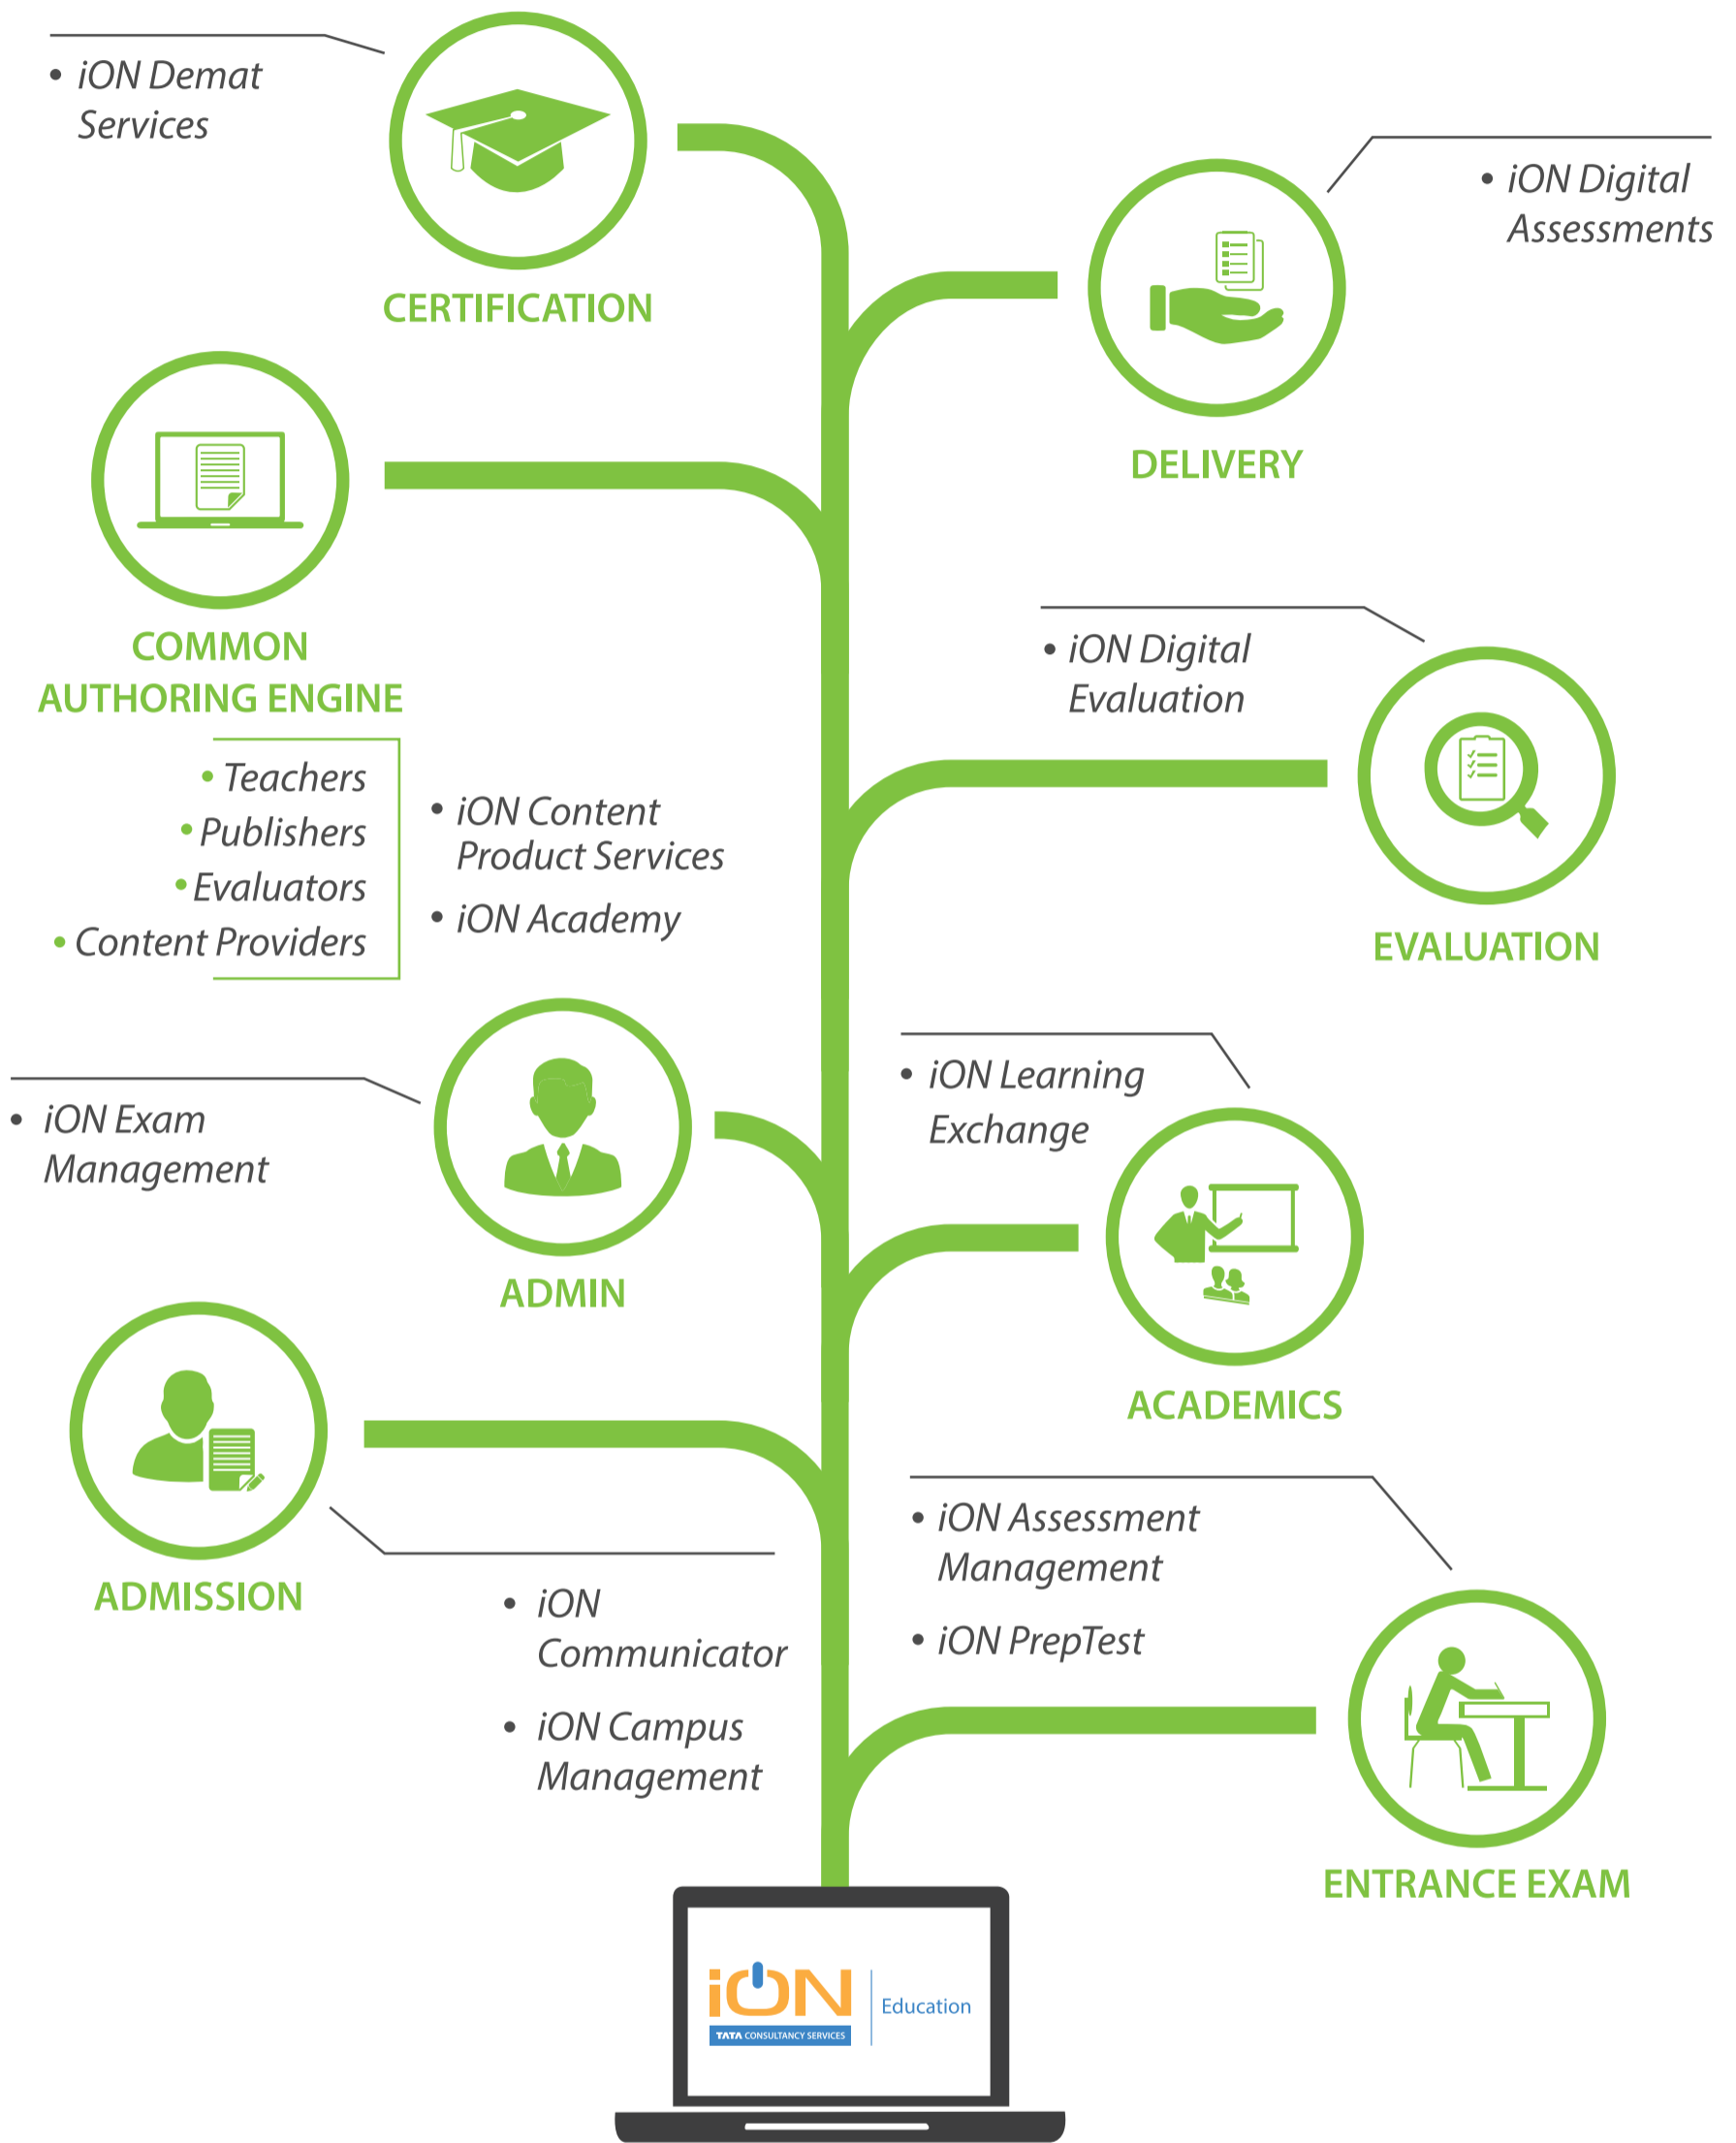 • iON Demat
Services
CERTIFICATION
• iON Digital
Assessments
DELIVERY
COMMON
AUTHORING ENGINE
• Teachers
• Publishers
• Evaluators
• Content Providers
• iON Content
Product Services
• iON Academy
• iON Digital
Evaluation
EVALUATION
• iON Exam
Management
ADMIN
• iON Learning
Exchange
ACADEMICS
ADMISSION
• iON
Communicator
• iON Campus
Management
• iON Assessment
Management
• iON PrepTest
ENTRANCE EXAM
iON
TATA CONSULTANCY SERVICES
Education